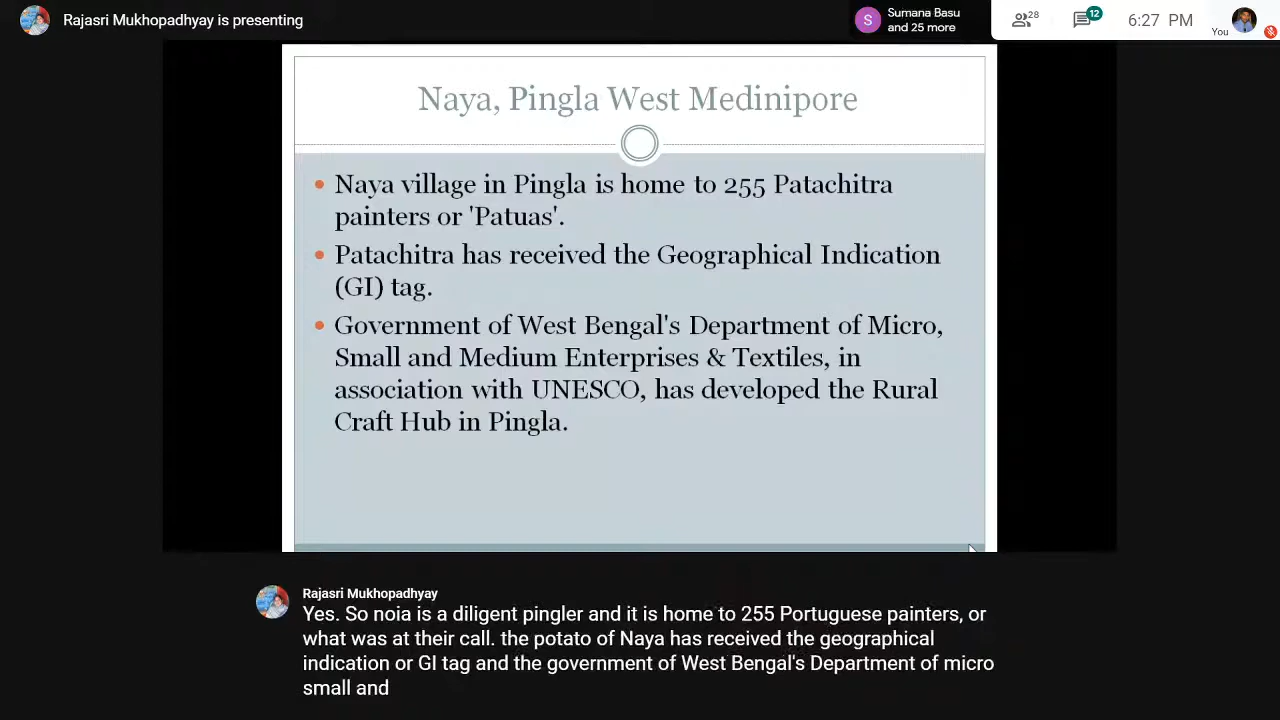 Rajasri Mukhopadhyay is presenting
S
Sumana Basu
and 25 more
28
12
6:27 PM
You
Naya, Pingla West Medinipore
• Naya village in Pingla is home to 255 Patachitra
painters or 'Patuas'.
• Patachitra has received the Geographical Indication
(GI) tag.
• Government of West Bengal's Department of Micro,
Small and Medium Enterprises & Textiles, in
association with UNESCO, has developed the Rural
Craft Hub in Pingla.
Rajasri Mukhopadhyay
Yes. So noia is a diligent pingler and it is home to 255 Portuguese painters, or
what was at their call. the potato of Naya has received the geographical
indication or GI tag and the government of West Bengal's Department of micro
small and